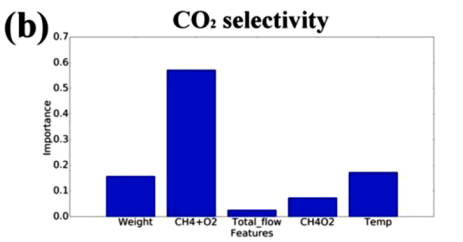 (b)
CO₂ selectivity
0.7
0.6
0.5
0.4
0.3
0.2
0.1
0.0
Importance
Weight CH4+O2 Total_flow CH4O2 Temp
Features